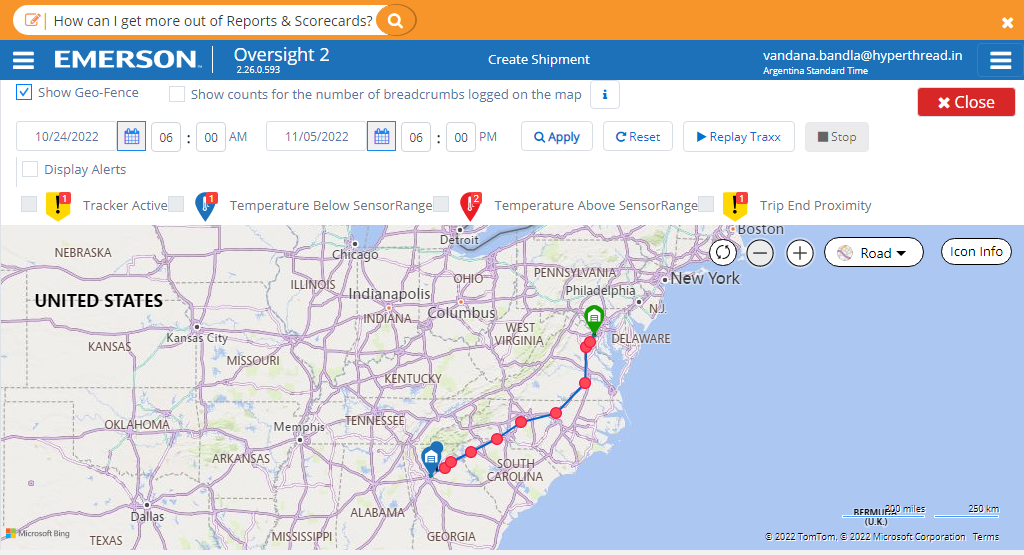 How can I get more out of Reports & Scorecards?
EMERSON Oversight 2
2.26.0.593
Create Shipment
vandana.bandla@hyperthread.in
Argentina Standard Time
Show Geo-Fence
Show counts for the number of breadcrumbs logged on the map
i
Close
10/24/2022
06 : 00 AM
11/05/2022
06 : 00 PM
Apply
Reset
Replay Traxx
Stop
Display Alerts
1 Tracker Active
1 Temperature Below SensorRange
2 Temperature Above SensorRange
1 Trip End Proximity
Boston
Detroit
Chicago
NEBRASKA
Road
Icon Info
PENNSYLVANIA
OHIO
New York
ILLINOIS
Indianapolis
Philadelphia
UNITED STATES
Columbus
N.J.
INDIANA
WEST
VIRGINIA
Kansas City
DELAWARE
KANSAS
MISSOURI
KENTUCKY
OKLAHOMA
TENNESSEE
Memphis
ARKANSAS
SOUTH
CAROLINA
Dallas
ALABAMA
BERMUDA
(U.K.)
200 miles
250 km
Microsoft Bing
TEXAS
MISSISSIPPI
GEORGIA
© 2022 TomTom, © 2022 Microsoft Corporation Terms